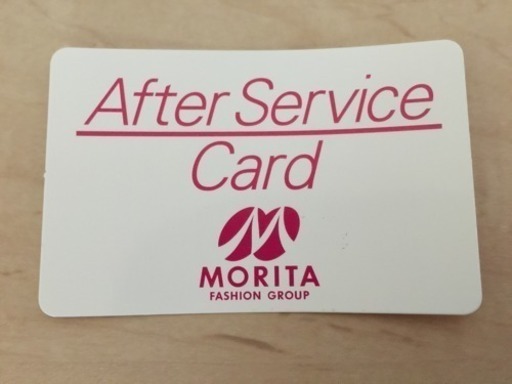 After Service
Card
MORITA
FASHION GROUP